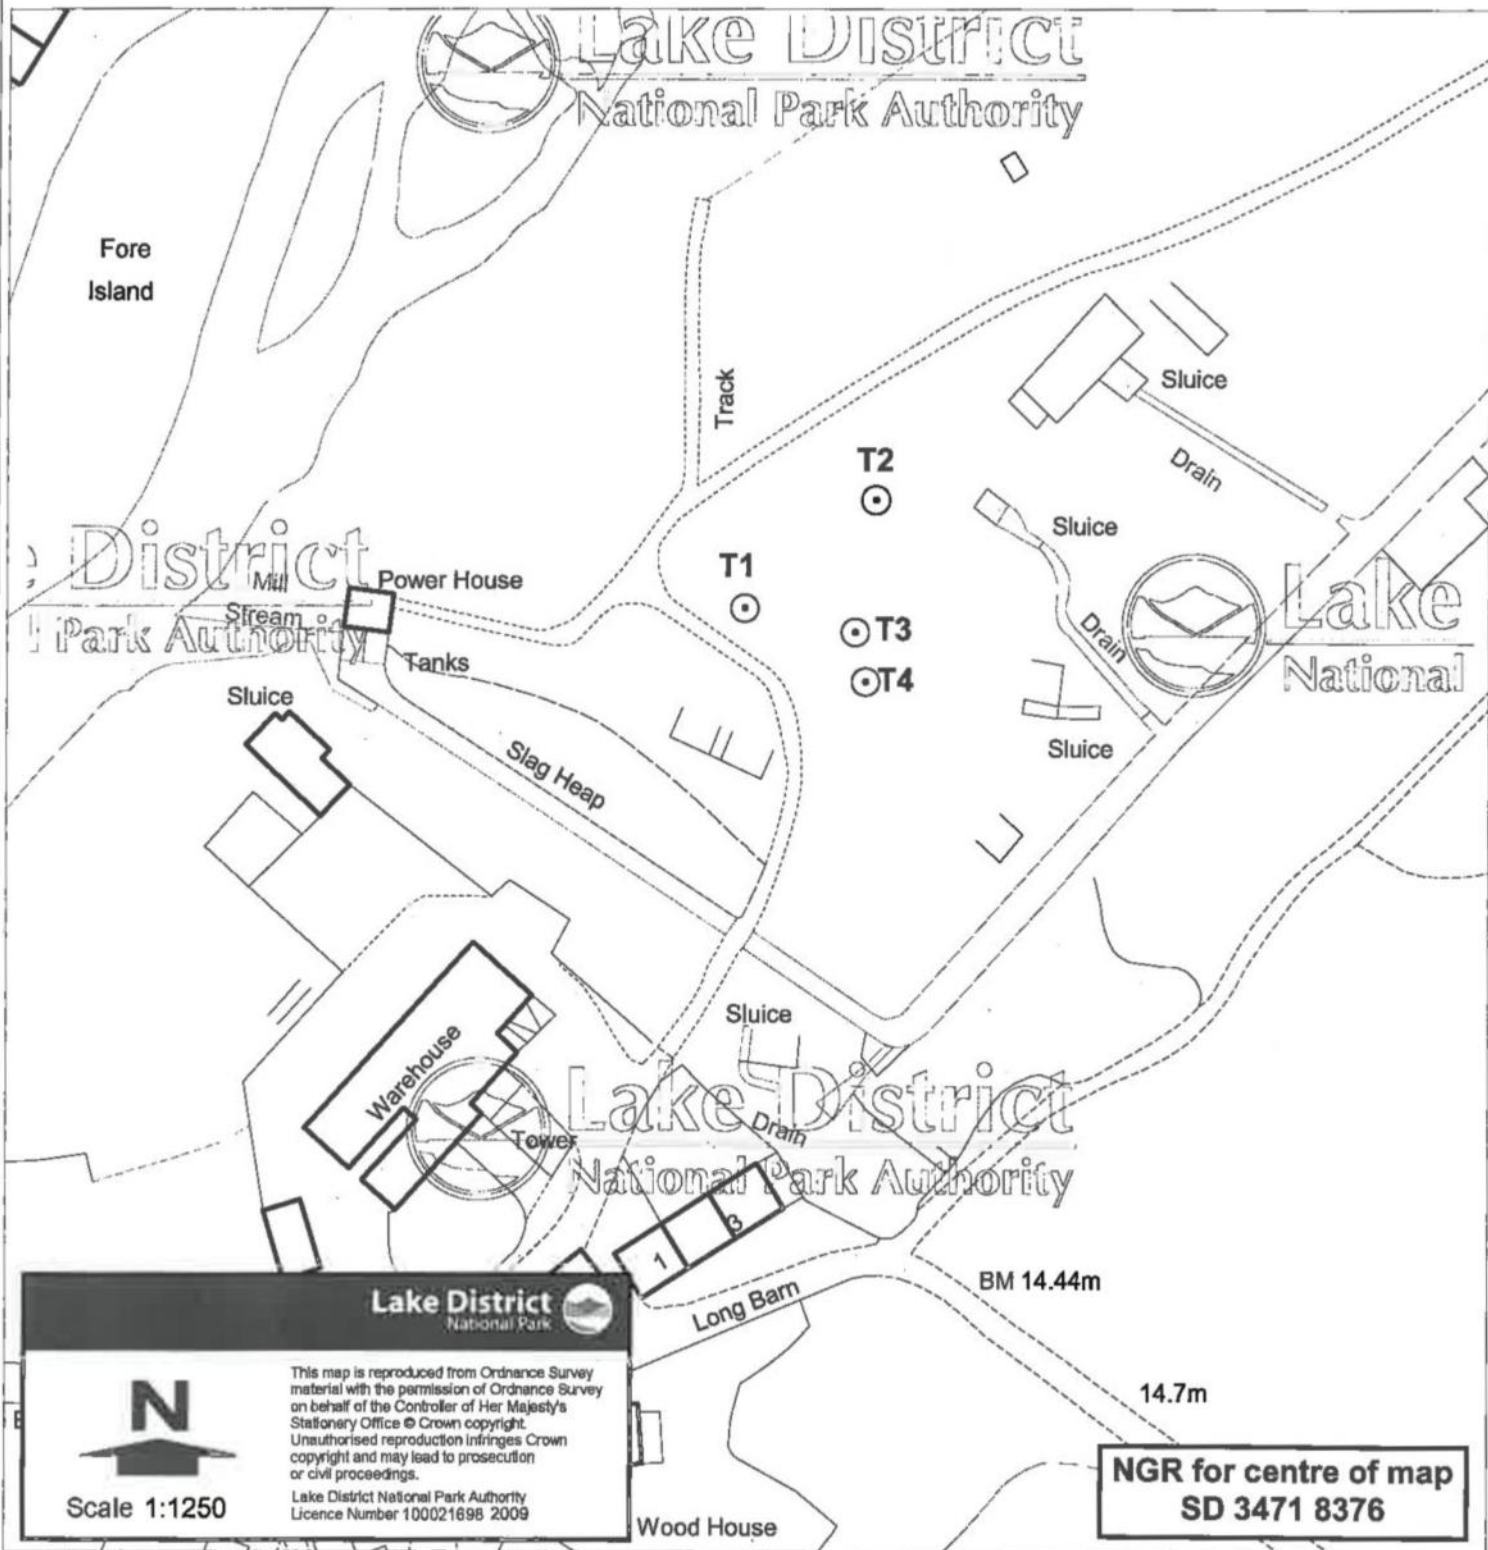 Lake District
National Park Authority
Fore
Island
Track
Sluice
T2
Drain
Sluice
District
Mill
Power House
T1
Lake
Stream
Park Authority
T3
Drain
National
Tanks
T4
Sluice
Sluice
Slag Heap
Sluice
Warehouse
Lake District
Drain
Tower
National Park Authority
3
1
BM 14.44m
Long Barn
Lake District
National Park
This map is reproduced from Ordnance Survey
material with the permission of Ordnance Survey
on behalf of the Controller of Her Majesty's
Stationery Office © Crown copyright.
Unauthorised reproduction infringes Crown
copyright and may lead to prosecution
or civil proceedings.
N
14.7m
Scale 1:1250
Lake District National Park Authority
Licence Number 100021698 2009
NGR for centre of map
SD 3471 8376
Wood House